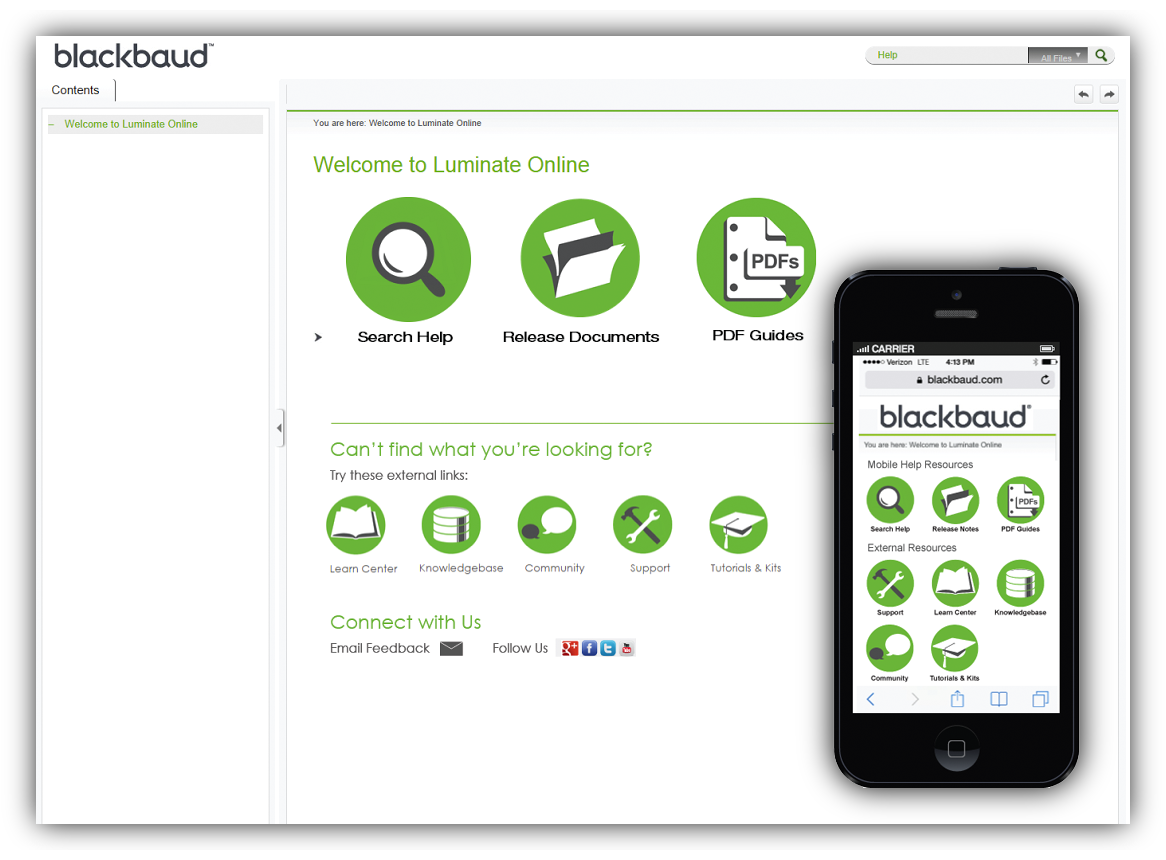 blackbaud™
Help
All Files
Contents
Welcome to Luminate Online
You are here: Welcome to Luminate Online
Welcome to Luminate Online
PDFs
Search Help
Release Documents
PDF Guides
Can't find what you're looking for?
Try these external links:
Learn Center
Knowledgebase
Community
Support
Tutorials & Kits
Connect with Us
Email Feedback
Follow Us
CARRIER
Verizon LTE 4:13 PM
blackbaud.com
blackbaud®
You are here: Welcome to Luminate Online
Mobile Help Resources
PDFs
Search Help
Release Notes
PDF Guides
External Resources
Support
Learn Center
Knowledgebase
Community
Tutorials & Kits